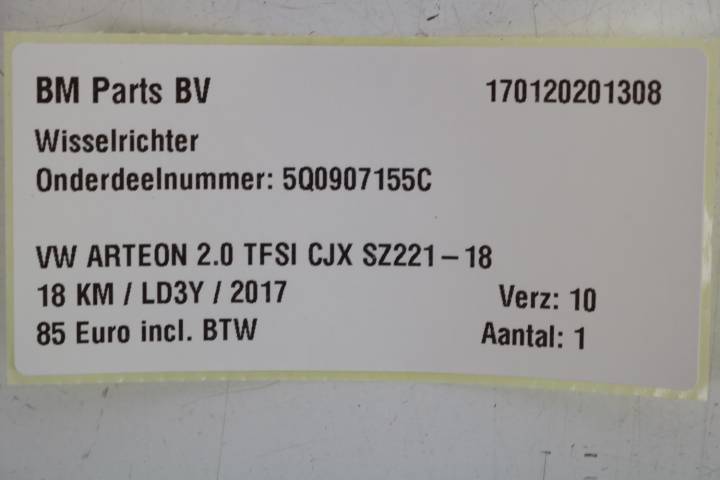 BM Parts BV 170120201308
Wisselrichter
Onderdeelnummer: 5Q0907155C
VW ARTEON 2.0 TFSI CJX SZ221-18
18 KM / LD3Y / 2017 Verz: 10
85 Euro incl. BTW Aantal: 1